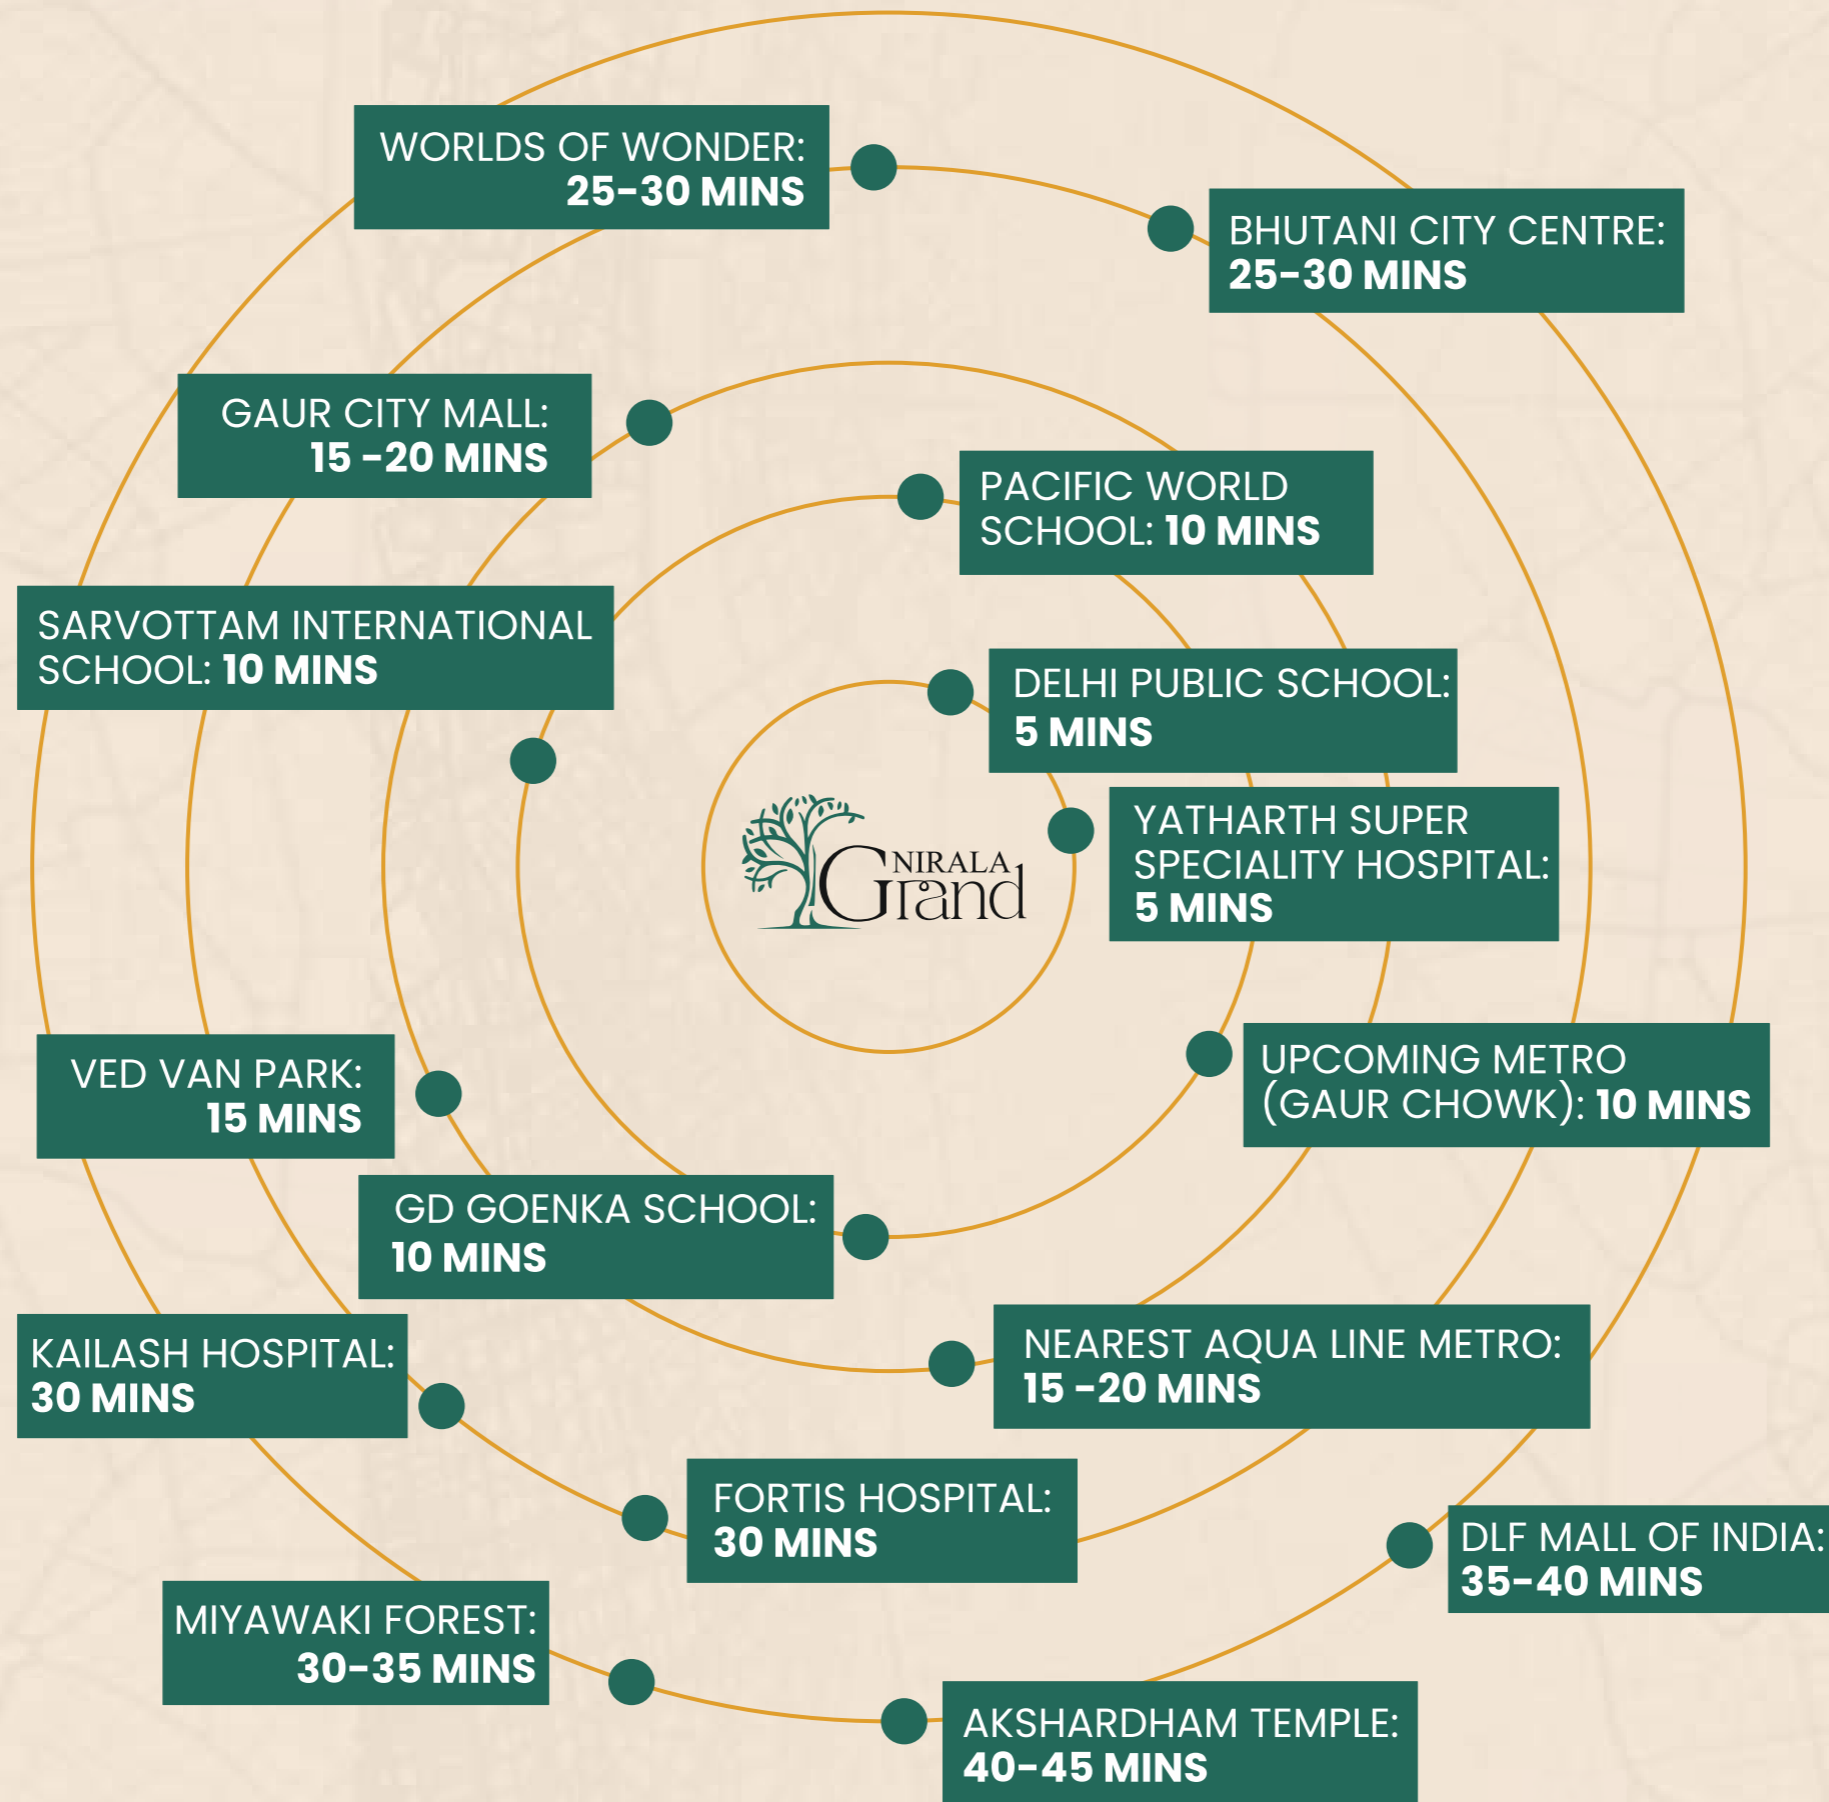 WORLDS OF WONDER:
25-30 MINS
BHUTANI CITY CENTRE:
25-30 MINS
GAUR CITY MALL:
15 -20 MINS
PACIFIC WORLD
SCHOOL: 10 MINS
SARVOTTAM INTERNATIONAL
SCHOOL: 10 MINS
DELHI PUBLIC SCHOOL:
5 MINS
YATHARTH SUPER
SPECIALITY HOSPITAL:
5 MINS
NIRALA
Grand
VED VAN PARK:
15 MINS
UPCOMING METRO
(GAUR CHOWK): 10 MINS
GD GOENKA SCHOOL:
10 MINS
KAILASH HOSPITAL:
30 MINS
NEAREST AQUA LINE METRO:
15 -20 MINS
FORTIS HOSPITAL:
30 MINS
DLF MALL OF INDIA:
35-40 MINS
MIYAWAKI FOREST:
30-35 MINS
AKSHARDHAM TEMPLE:
40-45 MINS